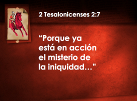 2 Tesalonicenses 2:7
"Porque ya
está en acción
el misterio de
la iniquidad..."